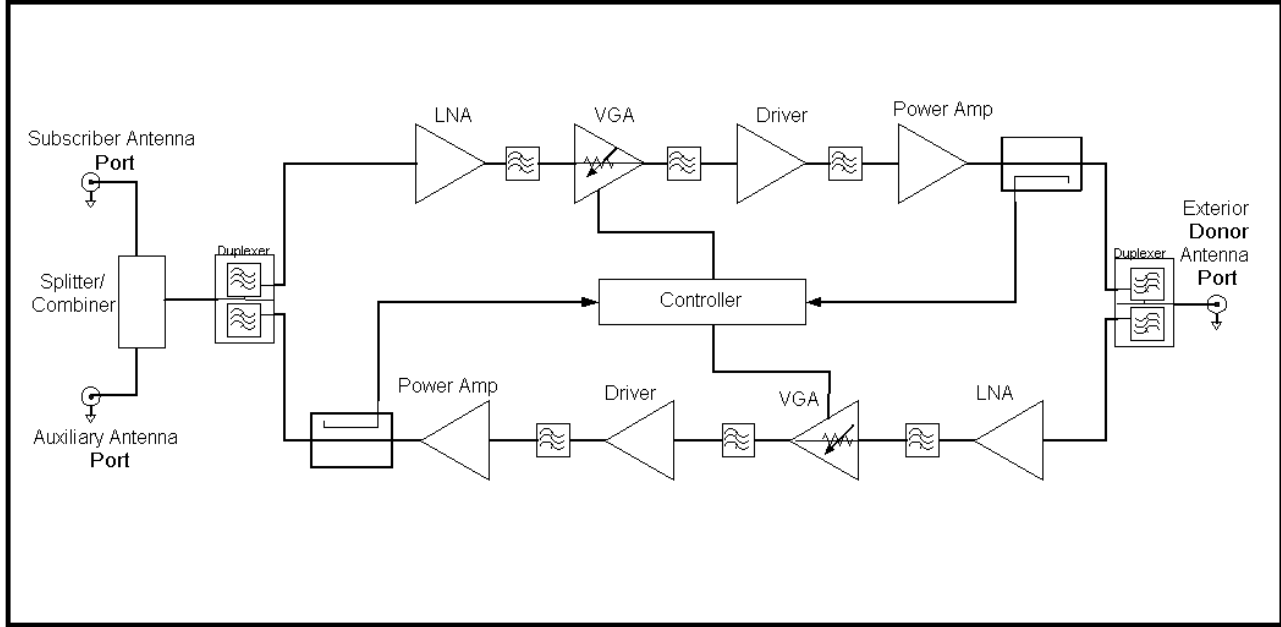 LNA
VGA
Driver
Power Amp
Subscriber Antenna
Port
Exterior
Donor
Antenna
Port
Duplexer
Duplexer
Splitter/
Combiner
Controller
Power Amp
Driver
VGA
LNA
Auxiliary Antenna
Port